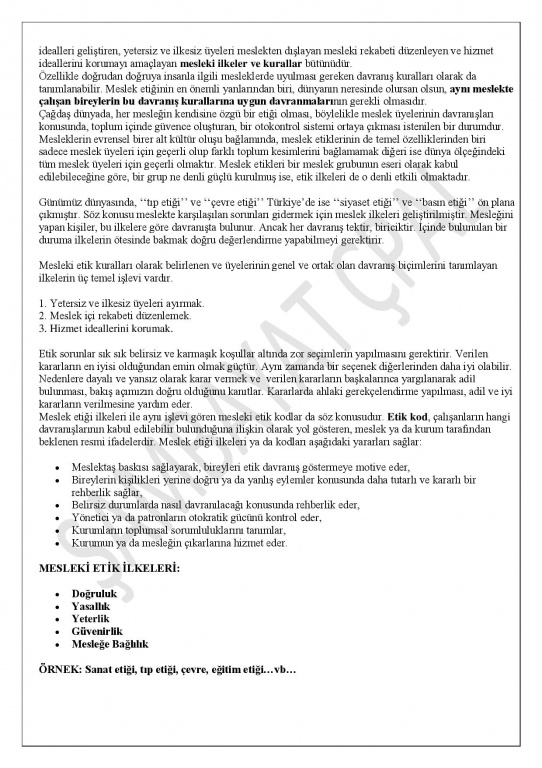 idealleri geliştiren, yetersiz ve ilkesiz üyeleri meslekten dışlayan mesleki rekabeti düzenleyen ve hizmet
ideallerini korumayı amaçlayan mesleki ilkeler ve kurallar bütünüdür.
Özellikle doğrudan doğruya insanla ilgili mesleklerde uyulması gereken davranış kuralları olarak da
tanımlanabilir. Meslek etiğinin en önemli yanlarından biri, dünyanın neresinde olursan olsun, aynı meslekte
çalışan bireylerin bu davranış kurallarına uygun davranmalarının gerekli olmasıdır.
Çağdaş dünyada, her mesleğin kendisine özgü bir etiği olması, böylelikle meslek üyelerinin davranışları
konusunda, toplum içinde güvence oluşturan, bir otokontrol sistemi ortaya çıkması istenilen bir durumdur.
Mesleklerin evrensel birer alt kültür oluşu bağlamında, meslek etiklerinin de temel özelliklerinden biri
sadece meslek üyeleri için geçerli olup farklı toplum kesimlerini bağlamamak diğeri ise dünya ölçeğindeki
tüm meslek üyeleri için geçerli olmaktır. Meslek etikleri bir meslek grubunun eseri olarak kabul
edilebileceğine göre, bir grup ne denli güçlü kurulmuş ise, etik ilkeleri de o denli etkili olmaktadır.
Günümüz dünyasında, ‘‘tıp etiği’’ ve ‘‘çevre etiği’’ Türkiye’de ise ‘‘siyaset etiği’’ ve ‘‘basın etiği’’ ön plana
çıkmıştır. Söz konusu meslekte karşılaşılan sorunları gidermek için meslek ilkeleri geliştirilmiştir. Mesleğini
yapan kişiler, bu ilkelere göre davranışta bulunur. Ancak her davranış tektir, biriciktir. İçinde bulunulan bir
duruma ilkelerin ötesinde bakmak doğru değerlendirme yapabilmeyi gerektirir.
Mesleki etik kuralları olarak belirlenen ve üyelerinin genel ve ortak olan davranış biçimlerini tanımlayan
ilkelerin üç temel işlevi vardır.
1. Yetersiz ve ilkesiz üyeleri ayırmak.
2. Meslek içi rekabeti düzenlemek.
3. Hizmet ideallerini korumak.
Etik sorunlar sık sık belirsiz ve karmaşık koşullar altında zor seçimlerin yapılmasını gerektirir. Verilen
kararların en iyisi olduğundan emin olmak güçtür. Aynı zamanda bir seçenek diğerlerinden daha iyi olabilir.
Nedenlere dayalı ve yansız olarak karar vermek ve verilen kararların başkalarınca yargılanarak adil
bulunması, bakış açımızın doğru olduğunu kanıtlar. Kararlarda ahlaki gerekçelendirme yapılması, adil ve iyi
kararların verilmesine yardım eder.
Meslek etiği ilkeleri ile aynı işlevi gören mesleki etik kodlar da söz konusudur. Etik kod, çalışanların hangi
davranışlarının kabul edilebilir bulunduğuna ilişkin olarak yol gösteren, meslek ya da kurum tarafından
beklenen resmi ifadelerdir. Meslek etiği ilkeleri ya da kodları aşağıdaki yararları sağlar:
• Meslektaş baskısı sağlayarak, bireyleri etik davranış göstermeye motive eder,
• Bireylerin kişilikleri yerine doğru ya da yanlış eylemler konusunda daha tutarlı ve kararlı bir
rehberlik sağlar,
• Belirsiz durumlarda nasıl davranılacağı konusunda rehberlik eder,
• Yönetici ya da patronların otokratik gücünü kontrol eder,
• Kurumların toplumsal sorumluluklarını tanımlar,
• Kurumun ya da mesleğin çıkarlarına hizmet eder.
MESLEKİ ETİK İLKELERİ:
• Doğruluk
• Yasallık
• Yeterlik
• Güvenirlik
• Mesleğe Bağlılık
ÖRNEK: Sanat etiği, tıp etiği, çevre, eğitim etiği…vb…
ŞAMBAYAT ÇPAL